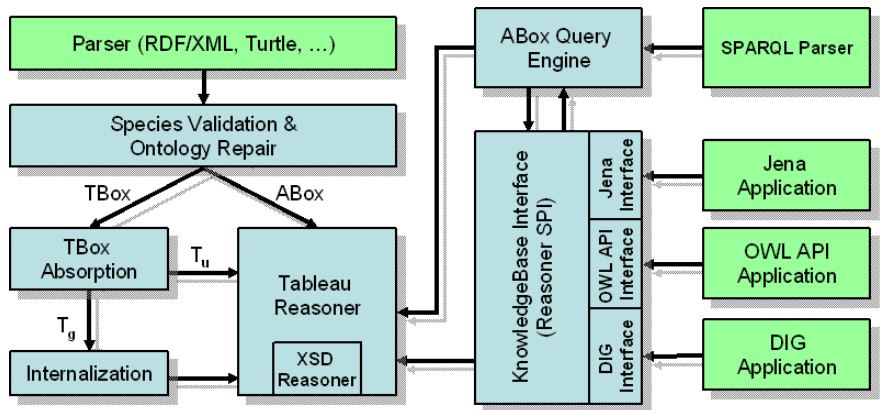 Parser (RDF/XML, Turtle, …)
Species Validation &
Ontology Repair
TBox
ABox
TBox
Absorption
Tu
Tg
Internalization
Tableau
Reasoner
XSD
Reasoner
ABox Query
Engine
KnowledgeBase Interface
(Reasoner SPI)
Jena
Interface
OWL API
Interface
DIG
Interface
SPARQL Parser
Jena
Application
OWL API
Application
DIG
Application